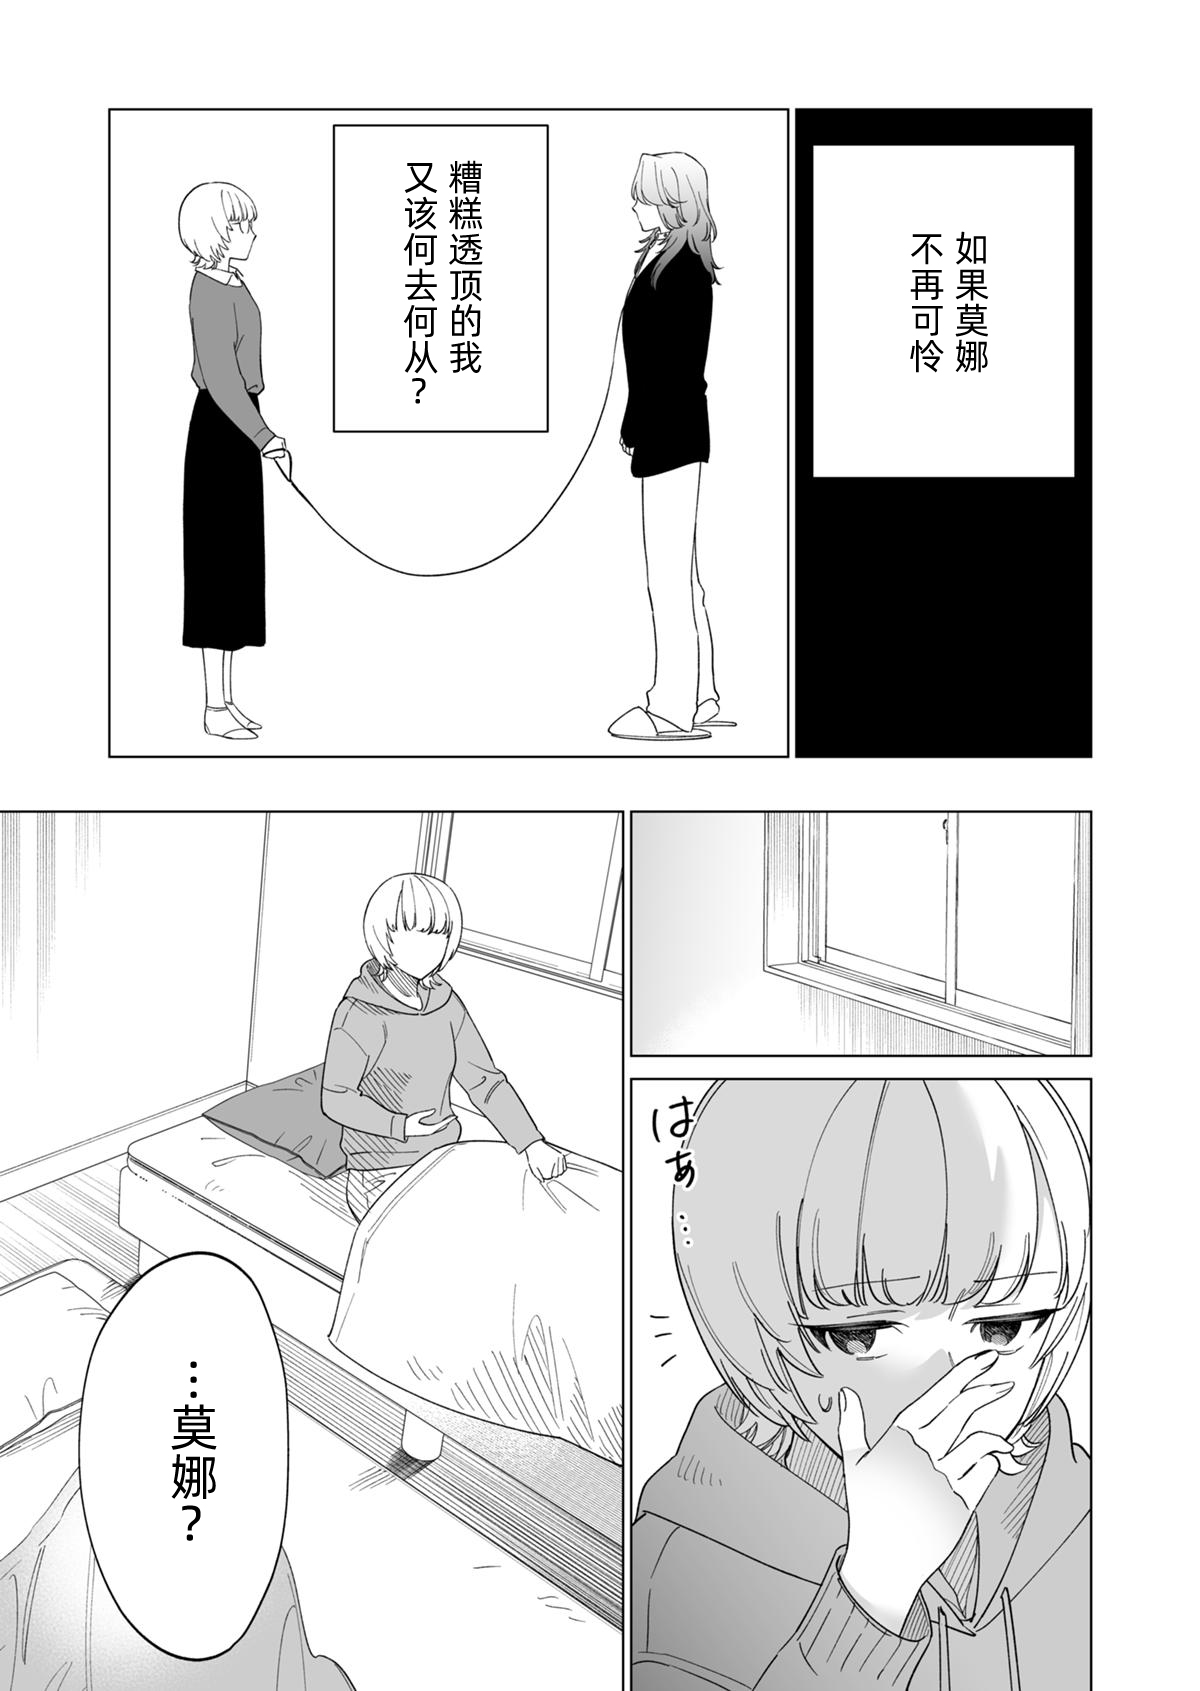 如果莫娜
不再可怜
糟糕透顶的我
又该何去何从？
はぁ…
…莫娜？